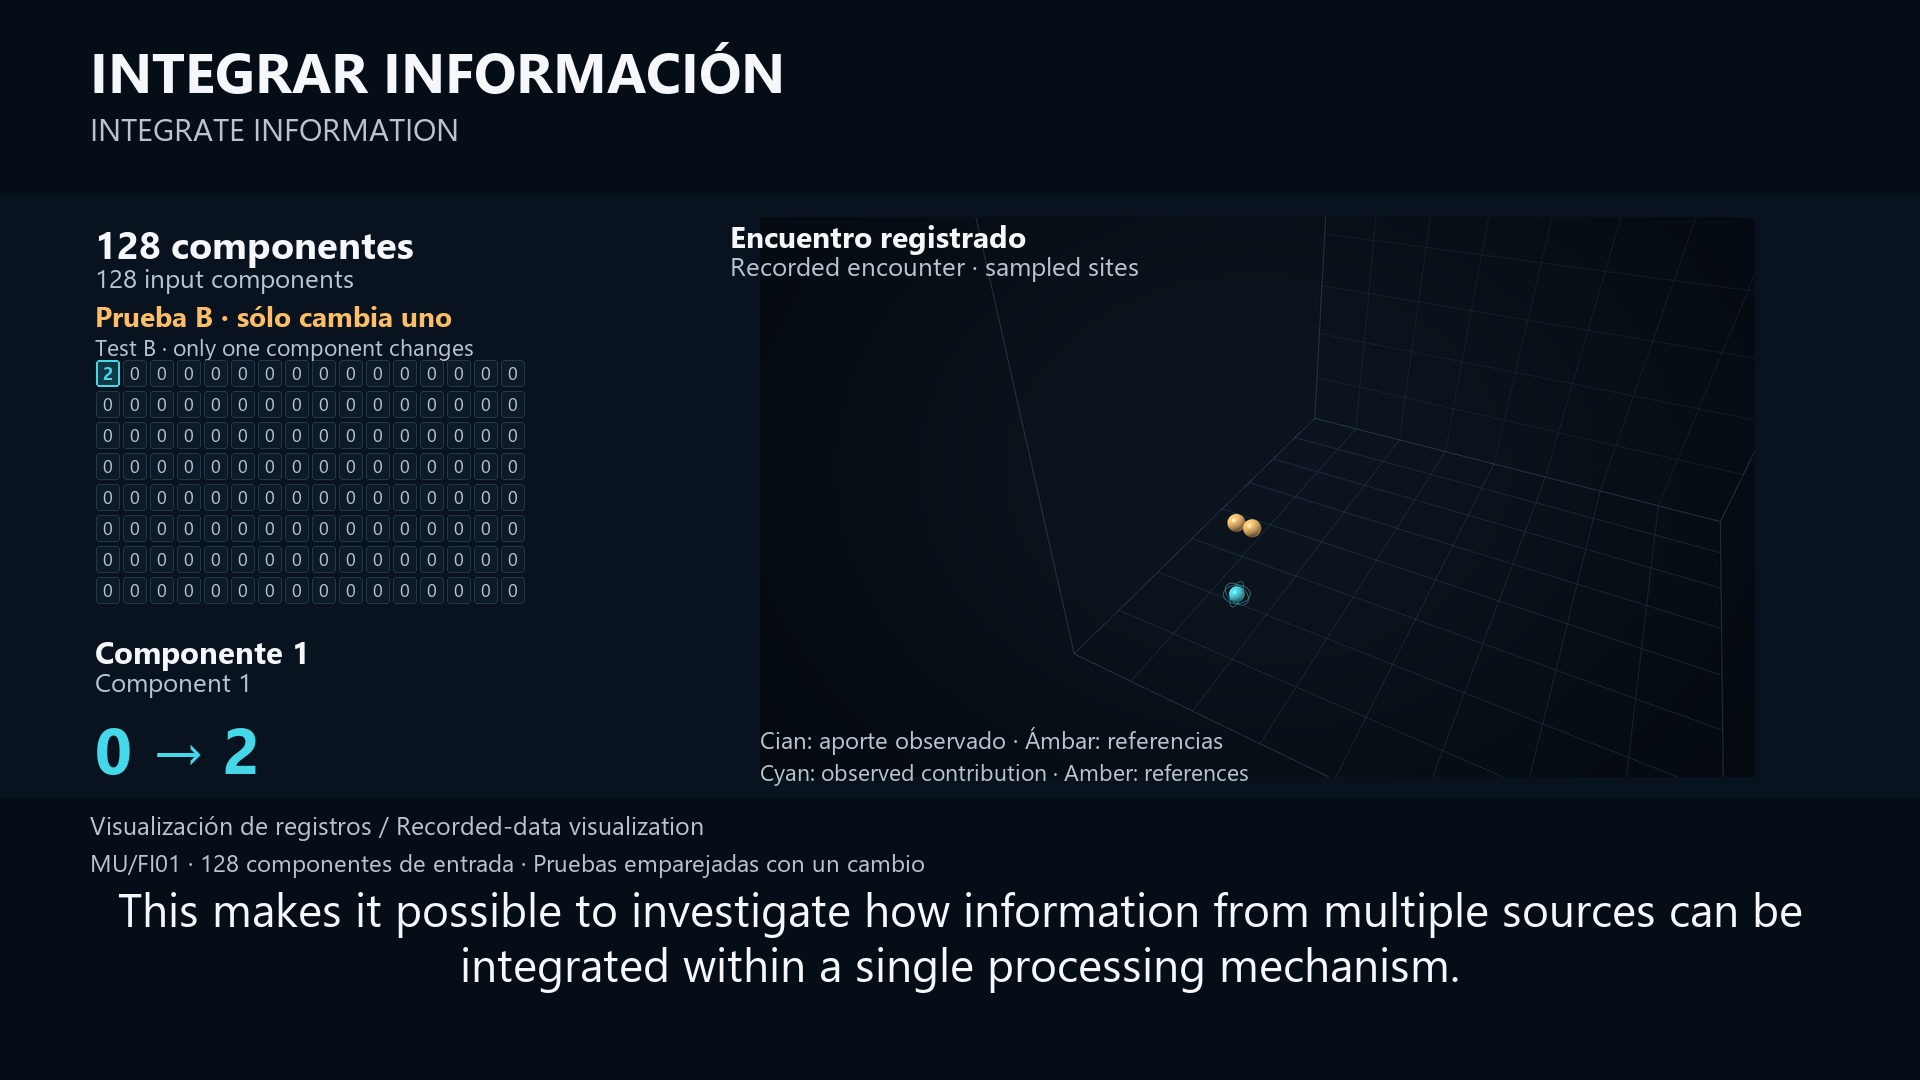 INTEGRAR INFORMACIÓN
INTEGRATE INFORMATION
128 componentes
128 input components
Prueba B · sólo cambia uno
Test B · only one component changes
2 0 0 0 0 0 0 0 0 0 0 0 0 0 0 0
0 0 0 0 0 0 0 0 0 0 0 0 0 0 0 0
0 0 0 0 0 0 0 0 0 0 0 0 0 0 0 0
0 0 0 0 0 0 0 0 0 0 0 0 0 0 0 0
0 0 0 0 0 0 0 0 0 0 0 0 0 0 0 0
0 0 0 0 0 0 0 0 0 0 0 0 0 0 0 0
0 0 0 0 0 0 0 0 0 0 0 0 0 0 0 0
0 0 0 0 0 0 0 0 0 0 0 0 0 0 0 0
Componente 1
Component 1
0 → 2
Encuentro registrado
Recorded encounter · sampled sites
Cian: aporte observado · Ámbar: referencias
Cyan: observed contribution · Amber: references
Visualización de registros / Recorded-data visualization
MU/FI01 · 128 componentes de entrada · Pruebas emparejadas con un cambio
This makes it possible to investigate how information from multiple sources can be
integrated within a single processing mechanism.